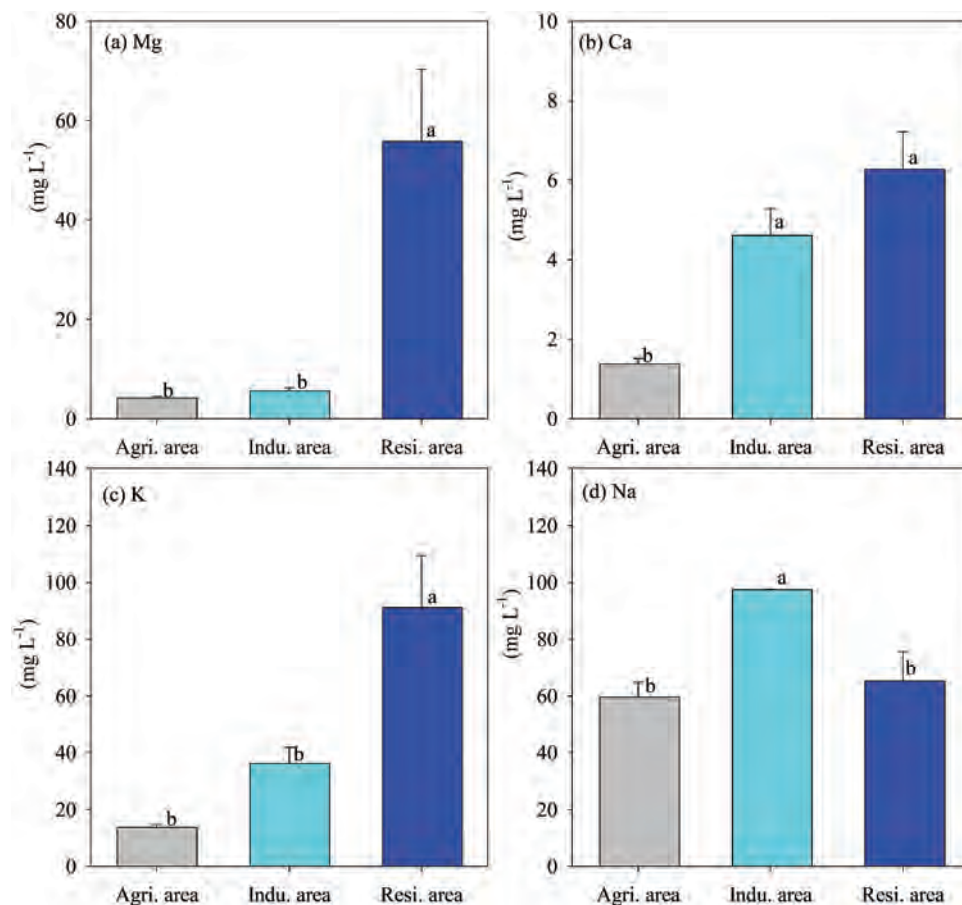 (a) Mg
80
60
40
20
0
(mg L⁻¹)
b
b
a
Agri. area Indu. area Resi. area
(b) Ca
10
8
6
4
2
0
(mg L⁻¹)
b
a
a
Agri. area Indu. area Resi. area
(c) K
140
120
100
80
60
40
20
0
(mg L⁻¹)
b
b
a
Agri. area Indu. area Resi. area
(d) Na
140
120
100
80
60
40
20
0
(mg L⁻¹)
b
a
b
Agri. area Indu. area Resi. area